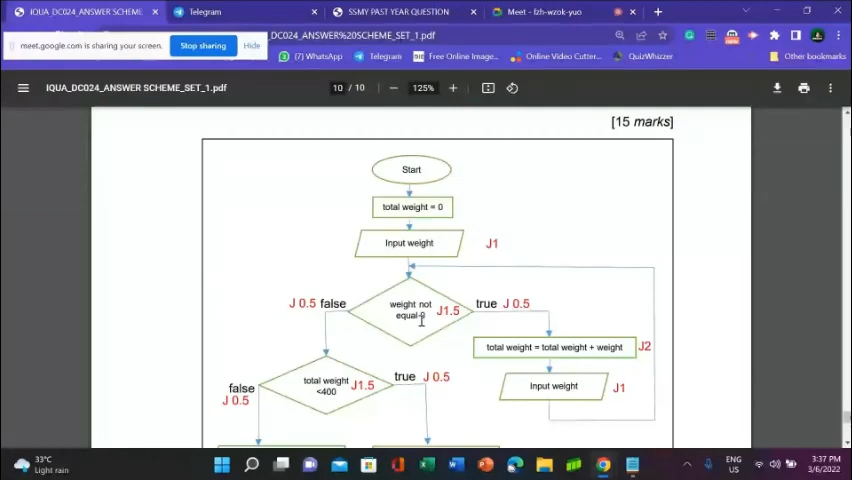 IQUA_DC024_ANSWER SCHEME
Telegram
SSMY PAST YEAR QUESTION
Meet - fzh-wzok-yuo
meet.google.com is sharing your screen.
Stop sharing
Hide
_DC024_ANSWER%20SCHEME_SET_1.pdf
(3) WhatsApp
Telegram
Free Online Image...
Online Video Cutter...
QuizWhizzer
Other bookmarks
IQUA_DC024_ANSWER SCHEME_SET_1.pdf
10 / 10
125%
[15 marks]
Start
total weight = 0
Input weight
J1
J 0.5 false
weight not
equal 0
J1.5
true J 0.5
total weight = total weight + weight
J2
false
J 0.5
total weight
<400
J1.5
true J 0.5
Input weight
J1
33°C
Light rain
ENG
US
3:37 PM
3/6/2022